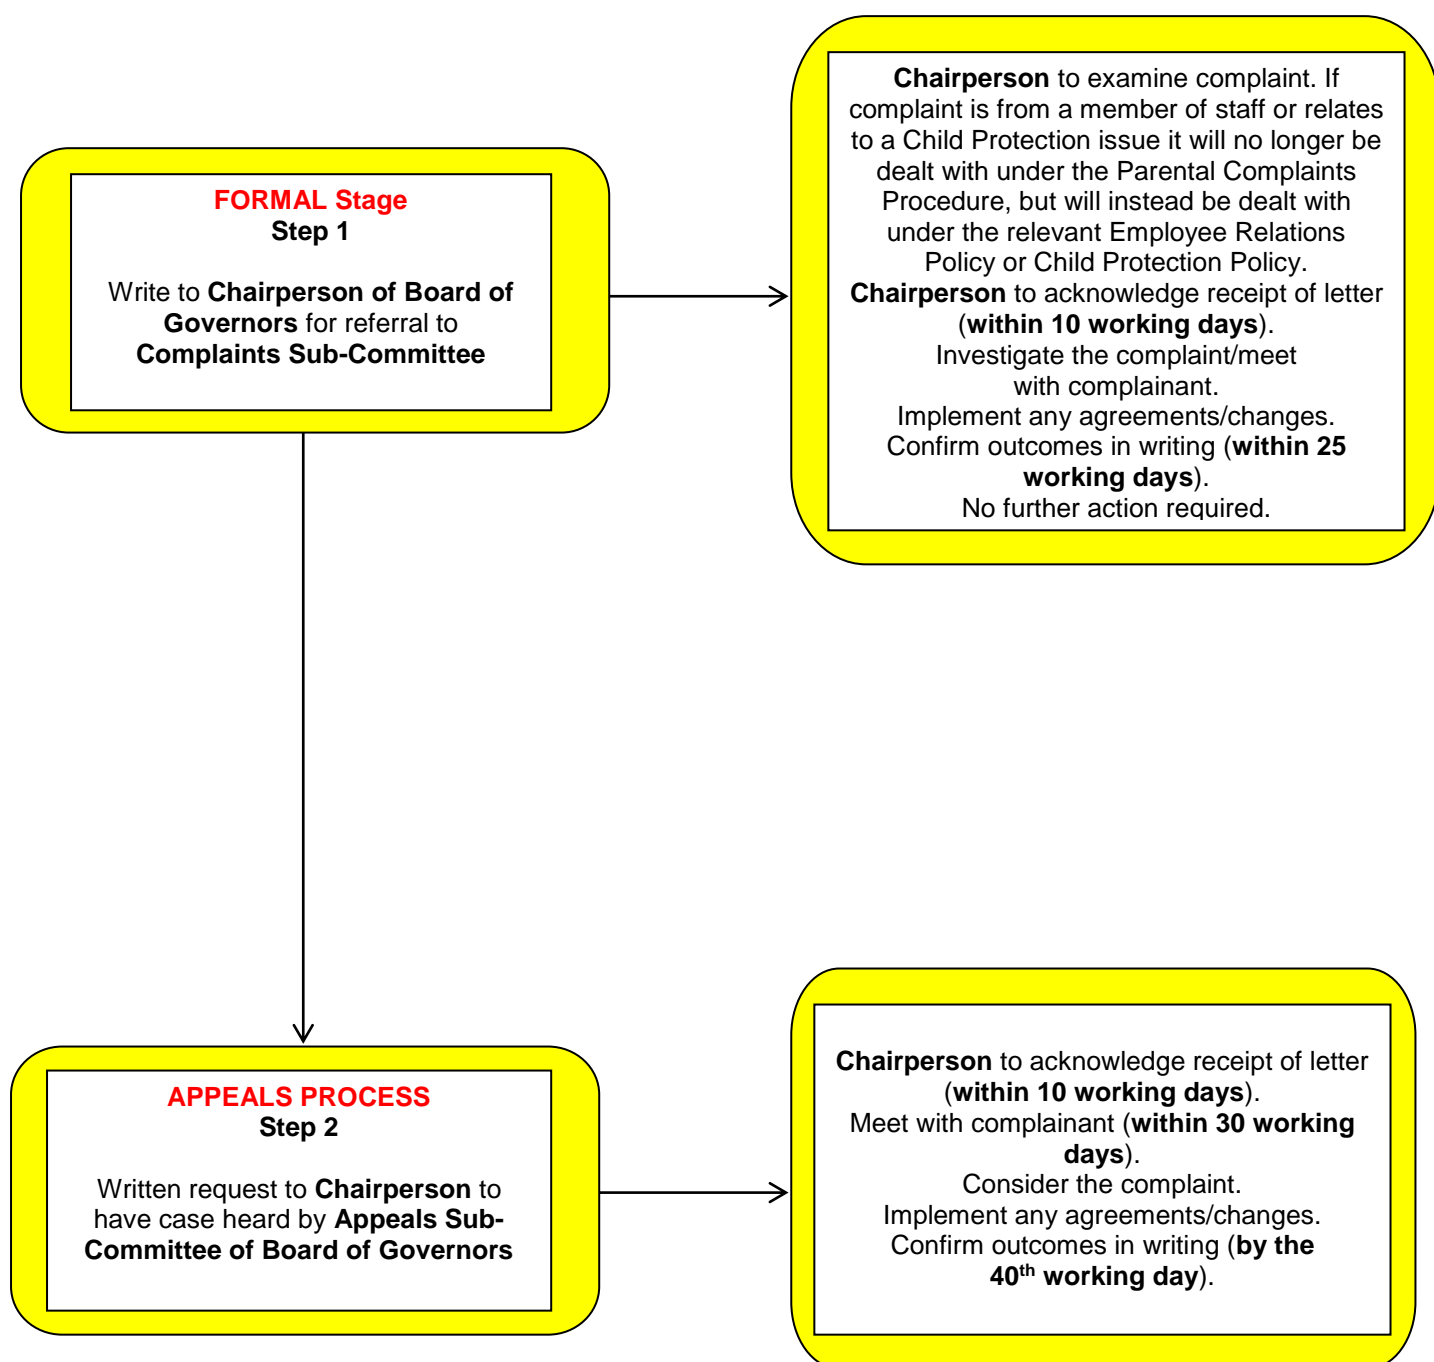 FORMAL Stage
Step 1
Write to Chairperson of Board of
Governors for referral to
Complaints Sub-Committee
Chairperson to examine complaint. If
complaint is from a member of staff or relates
to a Child Protection issue it will no longer be
dealt with under the Parental Complaints
Procedure, but will instead be dealt with
under the relevant Employee Relations
Policy or Child Protection Policy.
Chairperson to acknowledge receipt of letter
(within 10 working days).
Investigate the complaint/meet
with complainant.
Implement any agreements/changes.
Confirm outcomes in writing (within 25
working days).
No further action required.
APPEALS PROCESS
Step 2
Written request to Chairperson to
have case heard by Appeals Sub-
Committee of Board of Governors
Chairperson to acknowledge receipt of letter
(within 10 working days).
Meet with complainant (within 30 working
days).
Consider the complaint.
Implement any agreements/changes.
Confirm outcomes in writing (by the
40th working day).